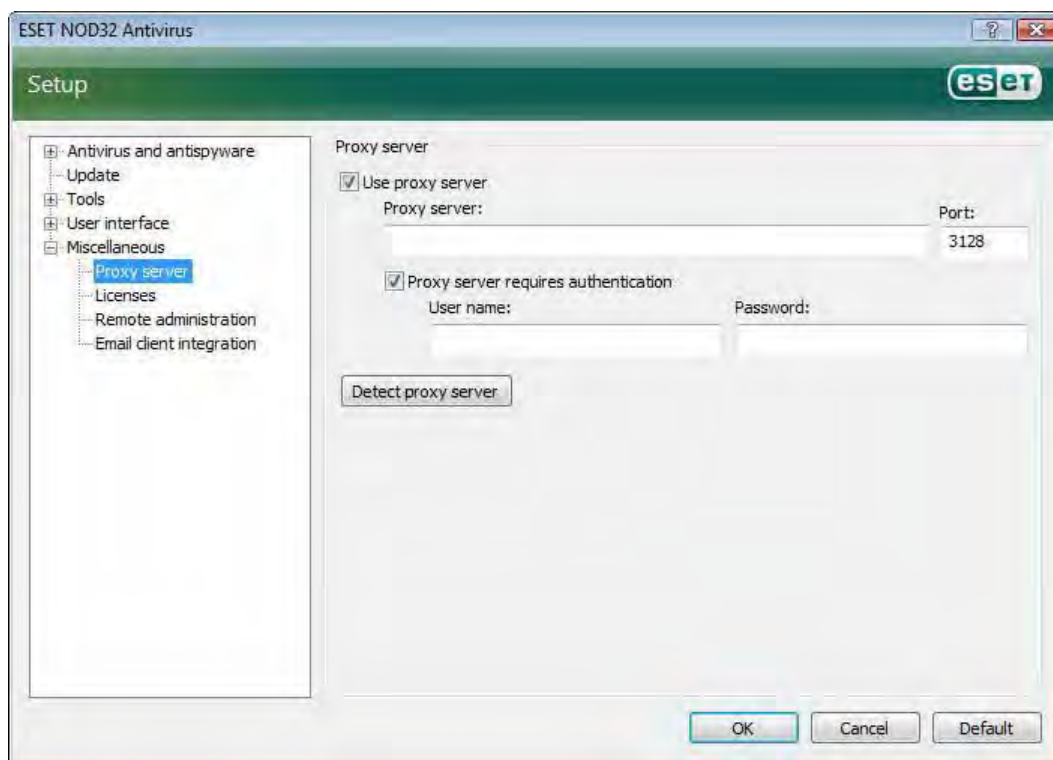 ESET NOD32 Antivirus
Setup
eset
Antivirus and antispyware
Update
Tools
User interface
Miscellaneous
Proxy server
Licenses
Remote administration
Email client integration
Proxy server
Use proxy server
Proxy server:
Port:
3128
Proxy server requires authentication
User name:
Password:
Detect proxy server
OK
Cancel
Default